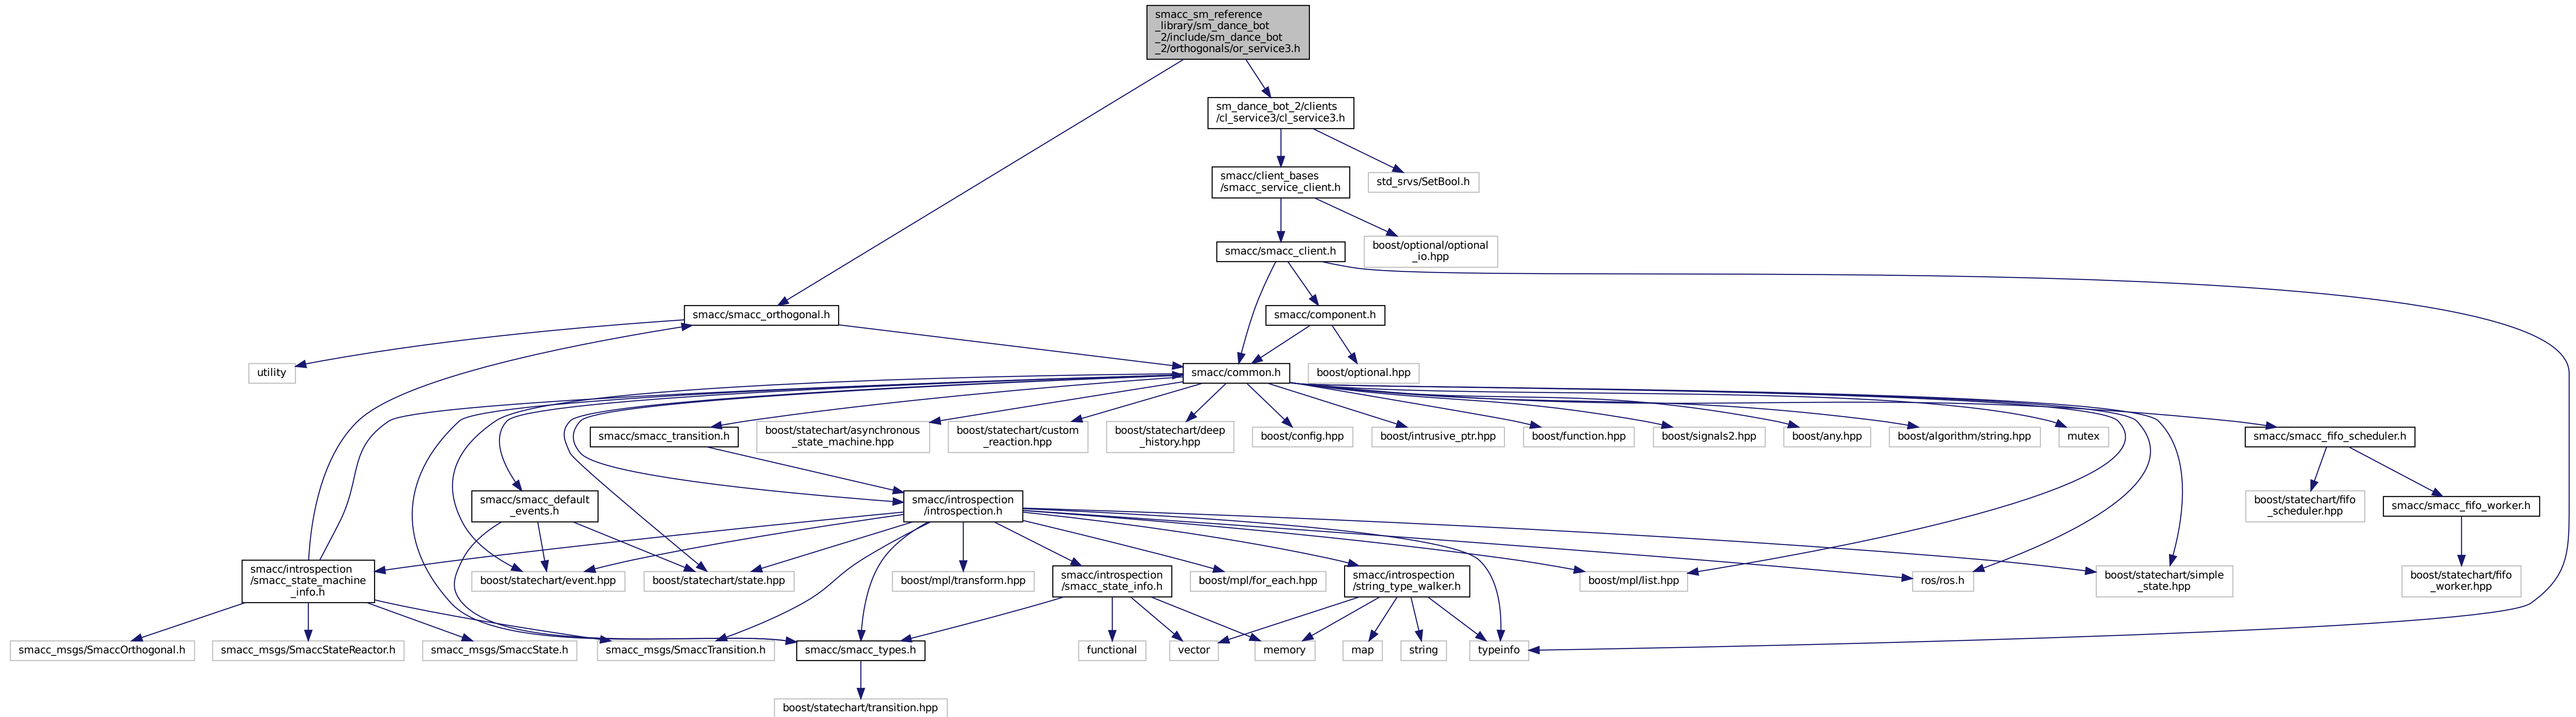 smacc_sm_reference
_library/sm_dance_bot
_2/include/sm_dance_bot
_2/orthogonals/or_service3.h
sm_dance_bot_2/clients
/cl_service3/cl_service3.h
smacc/client_bases
/smacc_service_client.h
std_srvs/SetBool.h
smacc/smacc_client.h
boost/optional/optional
_io.hpp
smacc/smacc_orthogonal.h
smacc/component.h
utility
smacc/common.h
boost/optional.hpp
smacc/smacc_transition.h
boost/statechart/asynchronous
_state_machine.hpp
boost/statechart/custom
_reaction.hpp
boost/statechart/deep
_history.hpp
boost/config.hpp
boost/intrusive_ptr.hpp
boost/function.hpp
boost/signals2.hpp
boost/any.hpp
boost/algorithm/string.hpp
mutex
smacc/smacc_fifo_scheduler.h
smacc/smacc_default
_events.h
smacc/introspection
/introspection.h
boost/statechart/fifo
_scheduler.hpp
smacc/smacc_fifo_worker.h
smacc/introspection
/smacc_state_machine
_info.h
boost/statechart/event.hpp
boost/statechart/state.hpp
boost/mpl/transform.hpp
smacc/introspection
/smacc_state_info.h
boost/mpl/for_each.hpp
smacc/introspection
/string_type_walker.h
boost/mpl/list.hpp
ros/ros.h
boost/statechart/simple
_state.hpp
boost/statechart/fifo
_worker.hpp
smacc_msgs/SmaccOrthogonal.h
smacc_msgs/SmaccStateReactor.h
smacc_msgs/SmaccState.h
smacc_msgs/SmaccTransition.h
smacc/smacc_types.h
functional
vector
memory
map
string
typeinfo
boost/statechart/transition.hpp